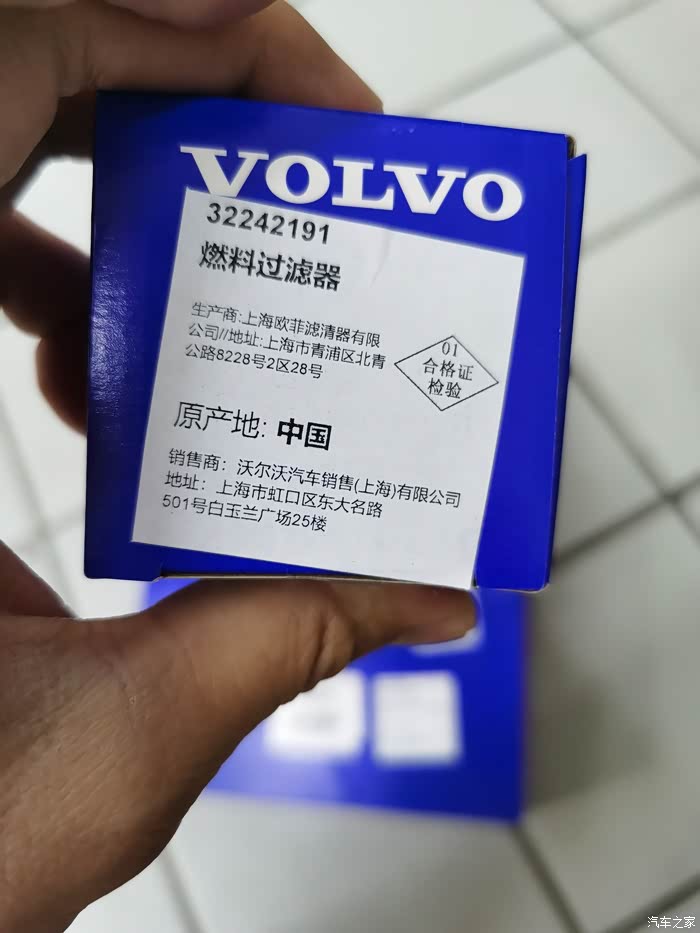 VOLVO
32242191
燃料过滤器
生产商:上海欧菲滤清器有限
公司//地址:上海市青浦区北青
公路8228号2区28号
01
合格证
检验
原产地: 中国
销售商：沃尔沃汽车销售(上海)有限公司
地址：上海市虹口区东大名路
501号白玉兰广场25楼
汽车之家